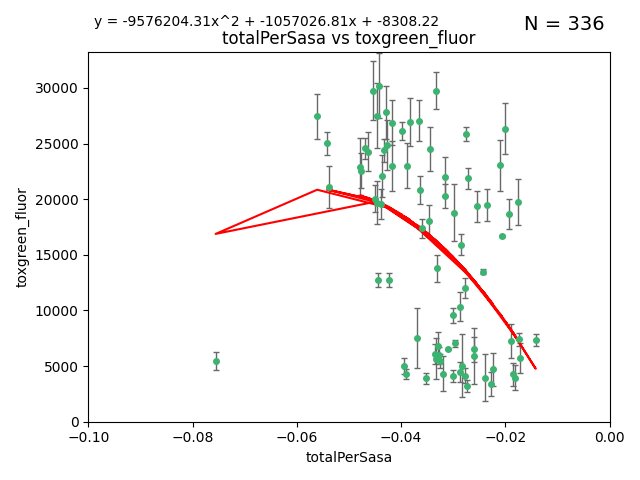 y = -9576204.31x^2 + -1057026.81x + -8308.22
N = 336
totalPerSasa vs toxgreen_fluor
30000
25000
20000
15000
10000
5000
0
toxgreen_fluor
−0.10
−0.08
−0.06
−0.04
−0.02
0.00
totalPerSasa